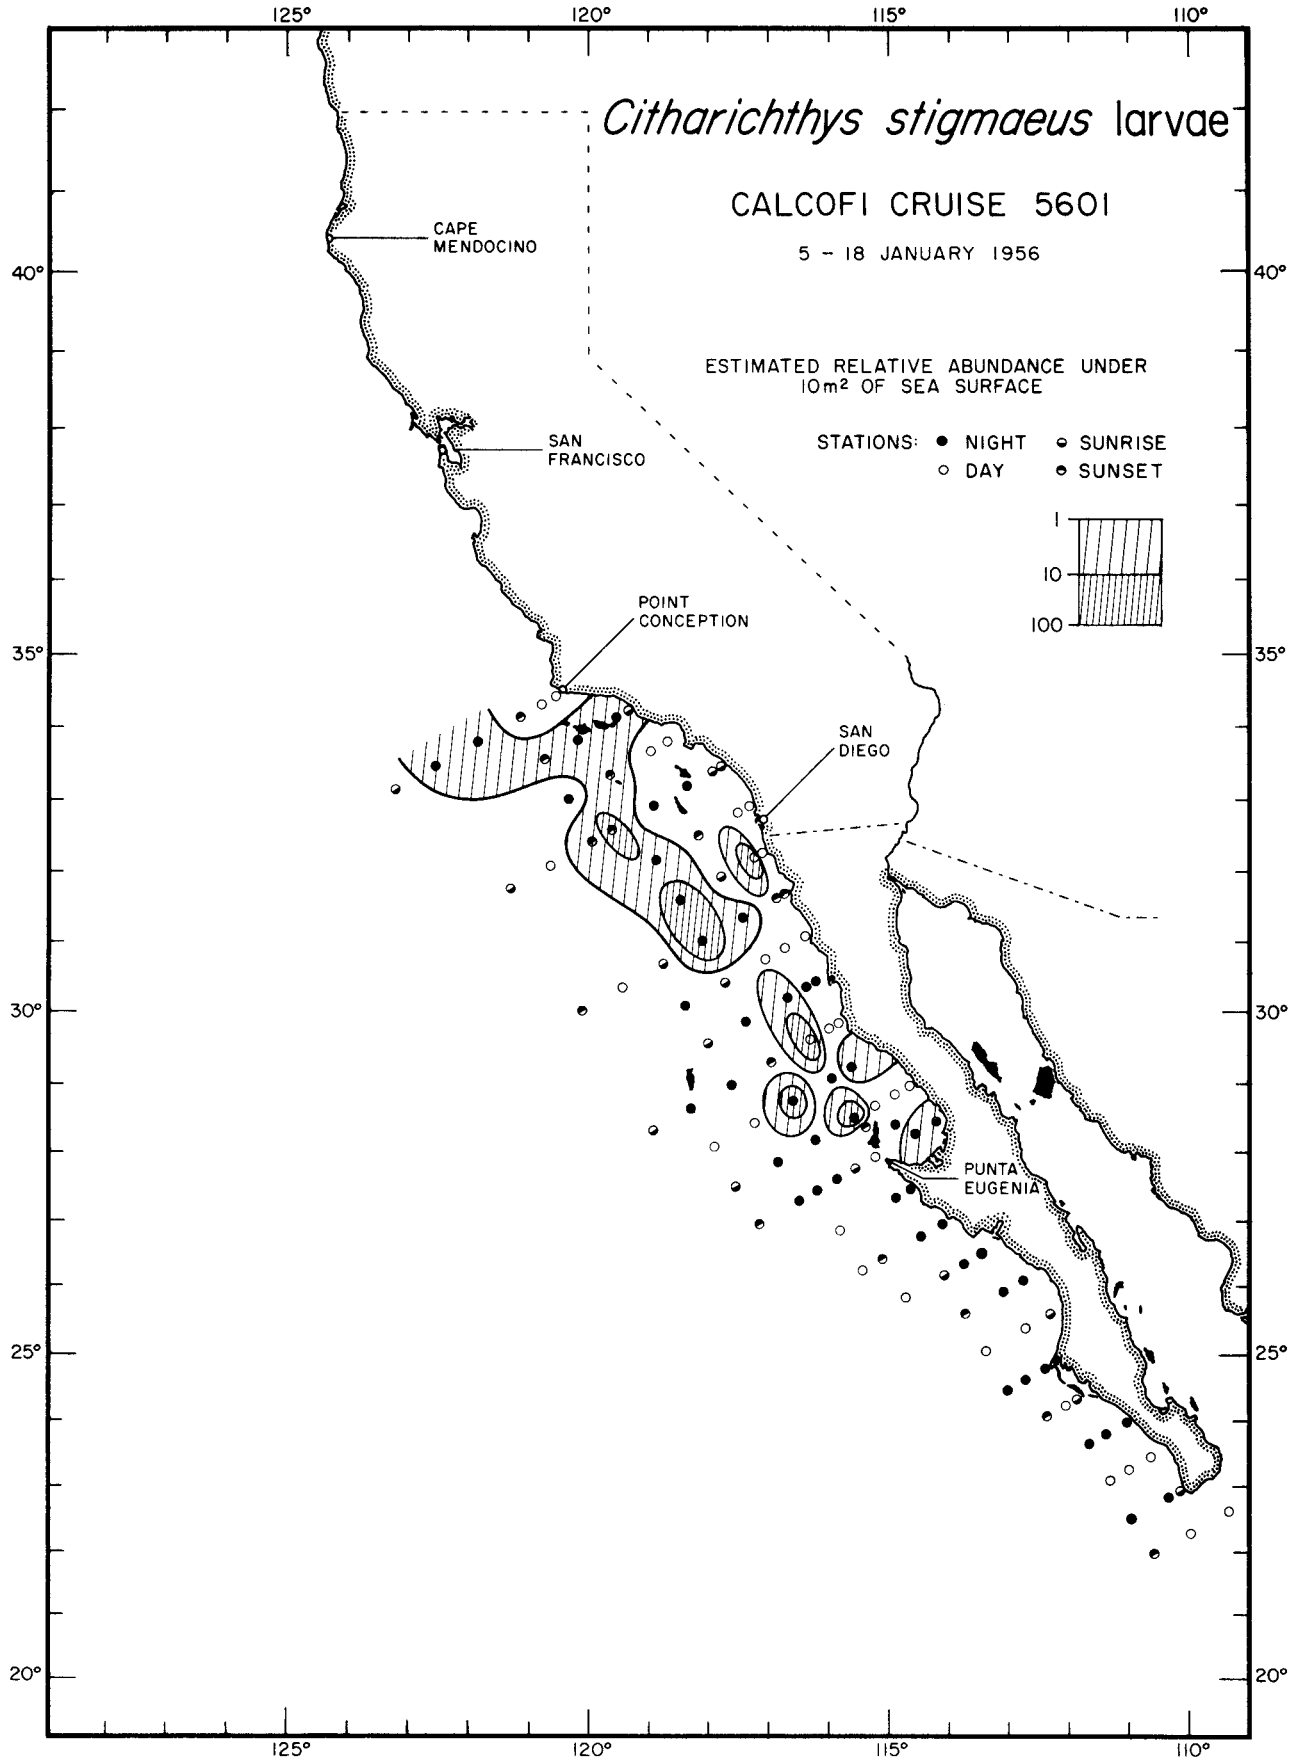 125° 120° 115° 110°
Citharichthys stigmaeus larvae
CALCOFI CRUISE 5601
5 - 18 JANUARY 1956
CAPE
MENDOCINO
40° 40°
ESTIMATED RELATIVE ABUNDANCE UNDER
10m² OF SEA SURFACE
STATIONS: ● NIGHT ◒ SUNRISE
○ DAY ◓ SUNSET
SAN
FRANCISCO
1
10
100
POINT
CONCEPTION
35° 35°
SAN
DIEGO
30° 30°
PUNTA
EUGENIA
25° 25°
20° 20°
125° 120° 115° 110°